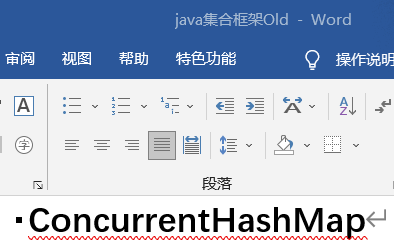 java集合框架Old - Word
审阅 视图 帮助 特色功能 操作说明
A
字
段落
ConcurrentHashMap